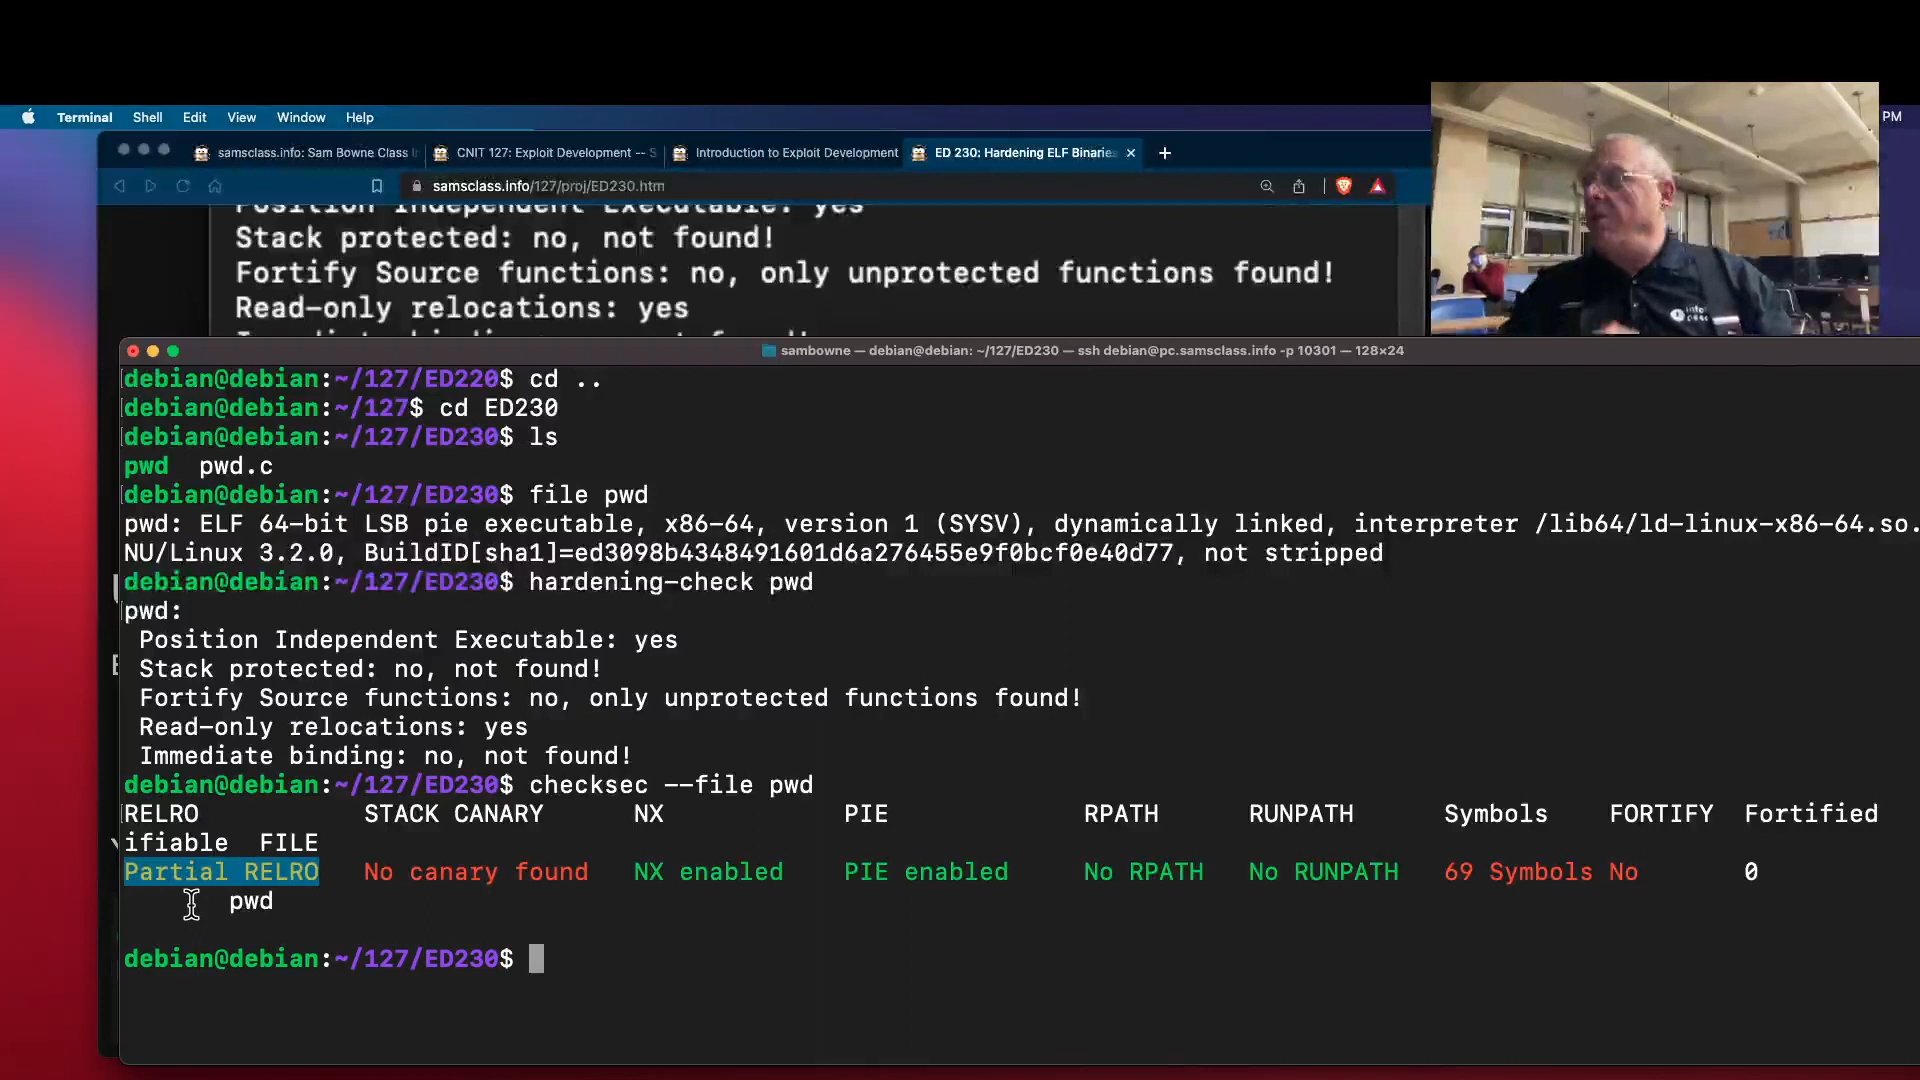 Terminal Shell Edit View Window Help
PM
samsclass.info: Sam Bowne Class I
CNIT 127: Exploit Development -- S
Introduction to Exploit Development
ED 230: Hardening ELF Binaries
samsclass.info/127/proj/ED230.htm
Position Independent Executable: yes
Stack protected: no, not found!
Fortify Source functions: no, only unprotected functions found!
Read-only relocations: yes
sambowne — debian@debian: ~/127/ED230 — ssh debian@pc.samsclass.info -p 10301 — 128×24
debian@debian:~/127/ED220$ cd ..
debian@debian:~/127$ cd ED230
debian@debian:~/127/ED230$ ls
pwd  pwd.c
debian@debian:~/127/ED230$ file pwd
pwd: ELF 64-bit LSB pie executable, x86-64, version 1 (SYSV), dynamically linked, interpreter /lib64/ld-linux-x86-64.so.
NU/Linux 3.2.0, BuildID[sha1]=ed3098b4348491601d6a276455e9f0bcf0e40d77, not stripped
debian@debian:~/127/ED230$ hardening-check pwd
pwd:
Position Independent Executable: yes
Stack protected: no, not found!
Fortify Source functions: no, only unprotected functions found!
Read-only relocations: yes
Immediate binding: no, not found!
debian@debian:~/127/ED230$ checksec --file pwd
RELRO STACK CANARY NX PIE RPATH RUNPATH Symbols FORTIFY Fortified
ifiable FILE
Partial RELRO No canary found NX enabled PIE enabled No RPATH No RUNPATH 69 Symbols No 0
pwd
debian@debian:~/127/ED230$